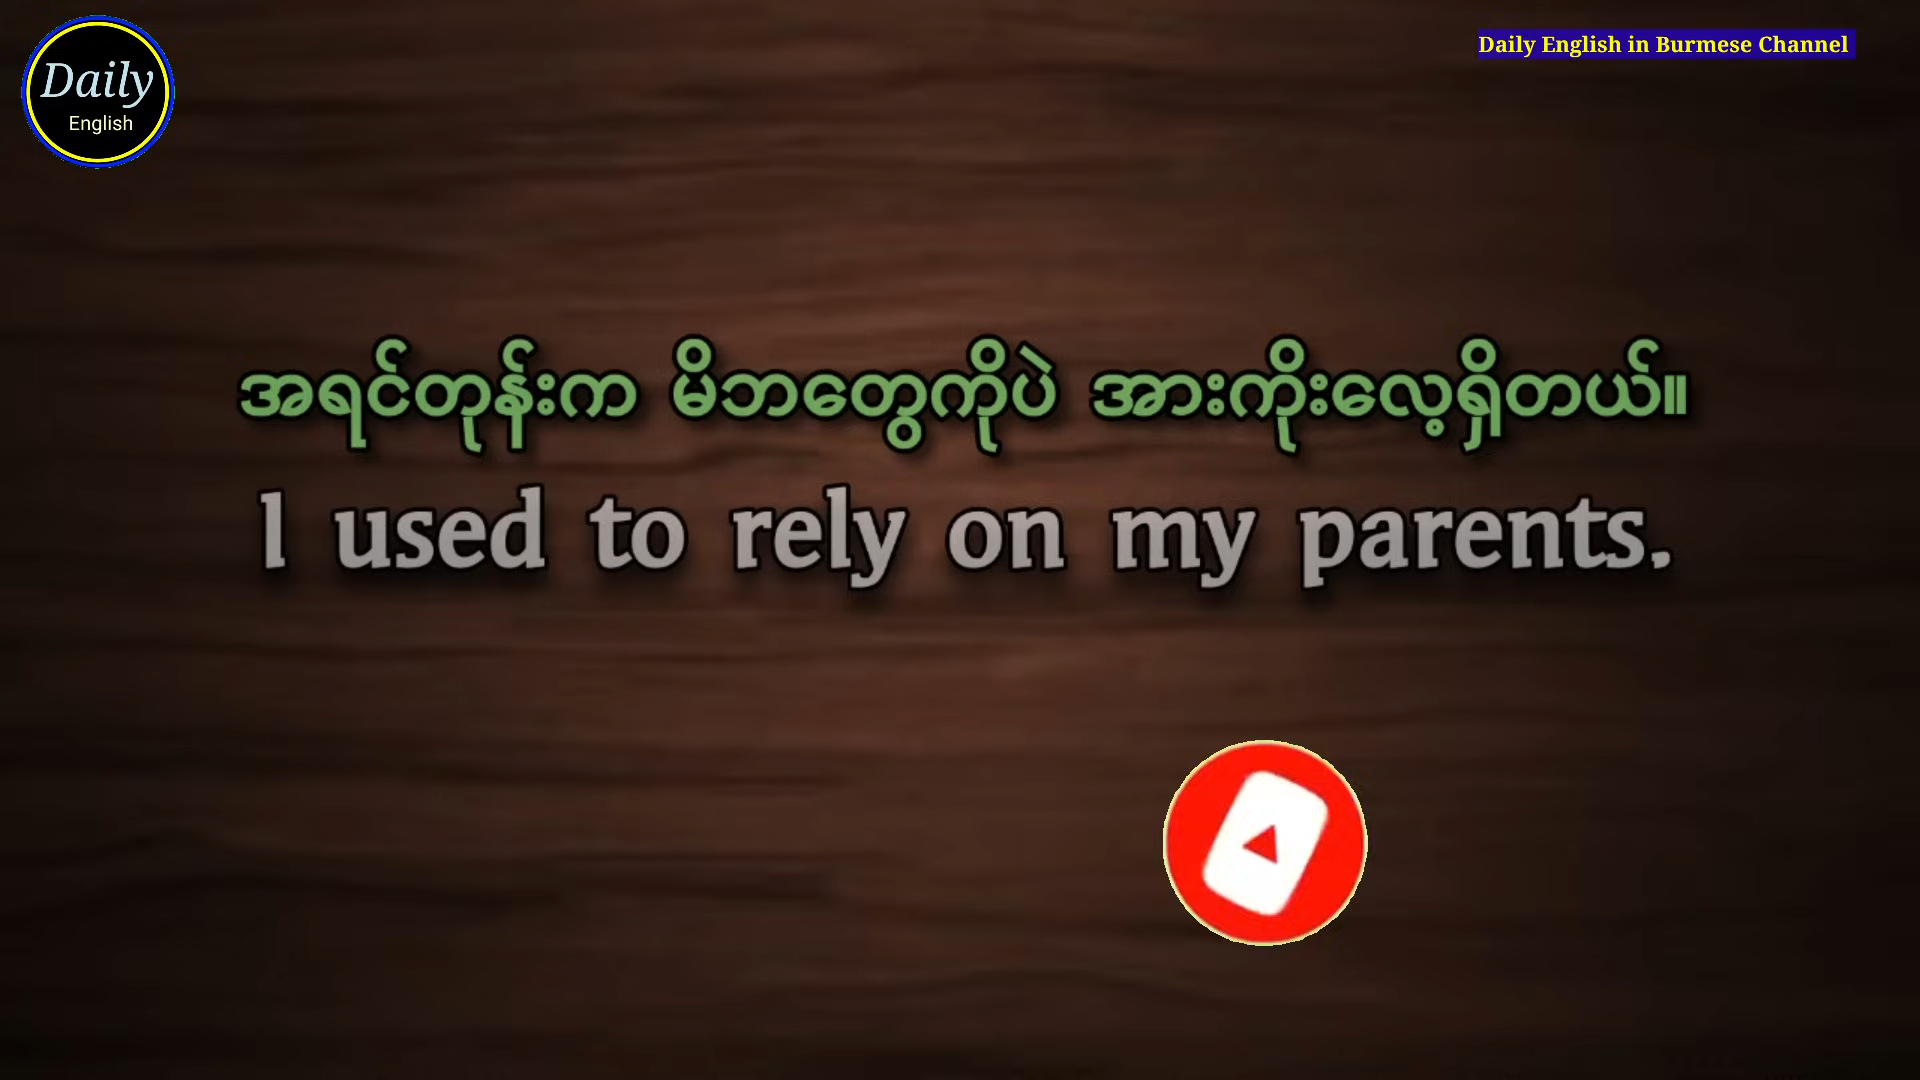 Daily
English
Daily English in Burmese Channel
အရင်တုန်းက မိဘတွေကိုပဲ အားကိုးလေ့ရှိတယ်။
I used to rely on my parents.